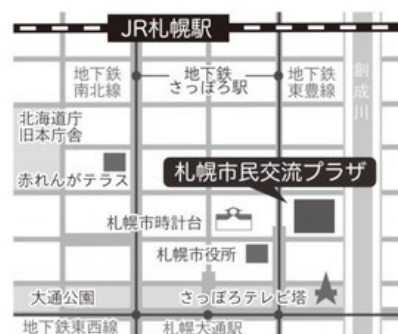 JR札幌駅
地下鉄
南北線
地下鉄
さっぽろ駅
地下鉄
東豊線
創成川
北海道庁
旧本庁舎
赤れんがテラス
札幌市民交流プラザ
札幌市時計台
札幌市役所
大通公園
さっぽろテレビ塔
地下鉄東西線
札幌大通駅